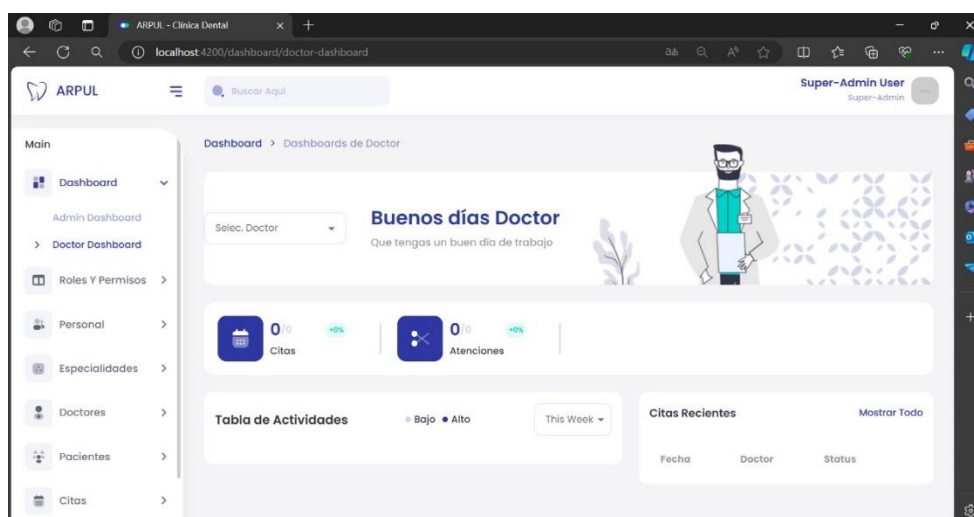 ARPUL - Clínica Dental
localhost:4200/dashboard/doctor-dashboard
ARPUL
Buscar Aquí
Super-Admin User
Super-Admin
Main
Dashboard
Admin Dashboard
Doctor Dashboard
Roles Y Permisos
Personal
Especialidades
Doctores
Pacientes
Citas
Dashboard > Dashboards de Doctor
Selec. Doctor
Buenos días Doctor
Que tengas un buen día de trabajo
0/0 +0%
Citas
0/0 +0%
Atenciones
Tabla de Actividades
Bajo Alto
This Week
Citas Recientes
Mostrar Todo
Fecha Doctor Status